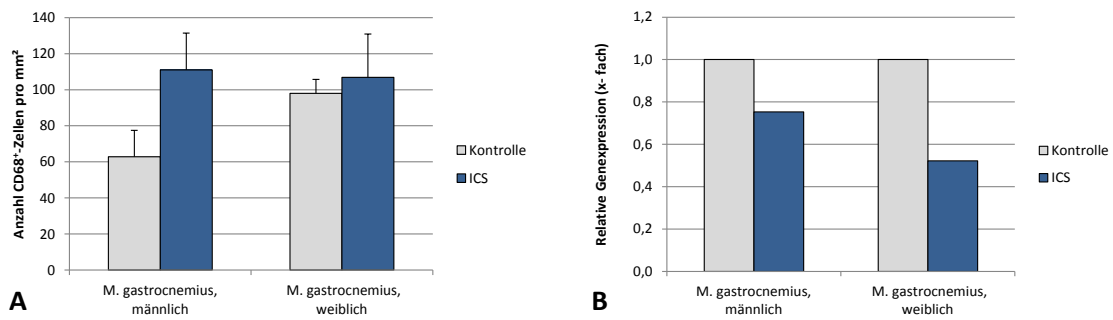 Anzahl CD68⁺-Zellen pro mm²
140
120
100
80
60
40
20
0
M. gastrocnemius,
männlich
M. gastrocnemius,
weiblich
Kontrolle
ICS
A
Relative Genexpression (x- fach)
1,2
1,0
0,8
0,6
0,4
0,2
0,0
M. gastrocnemius,
männlich
M. gastrocnemius,
weiblich
Kontrolle
ICS
B